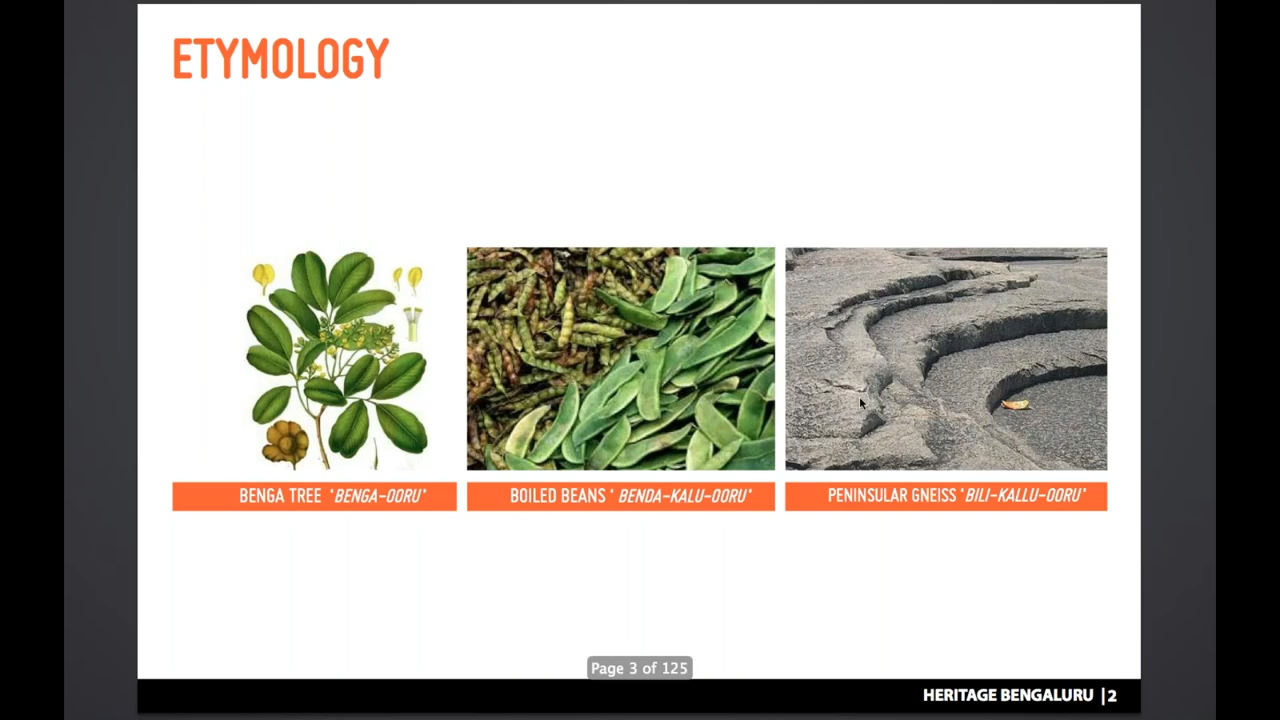 ETYMOLOGY
BENGA TREE 'BENGA-OORU'
BOILED BEANS ' BENDA-KALU-OORU'
PENINSULAR GNEISS 'BILI-KALLU-OORU'
Page 3 of 125
HERITAGE BENGALURU |2